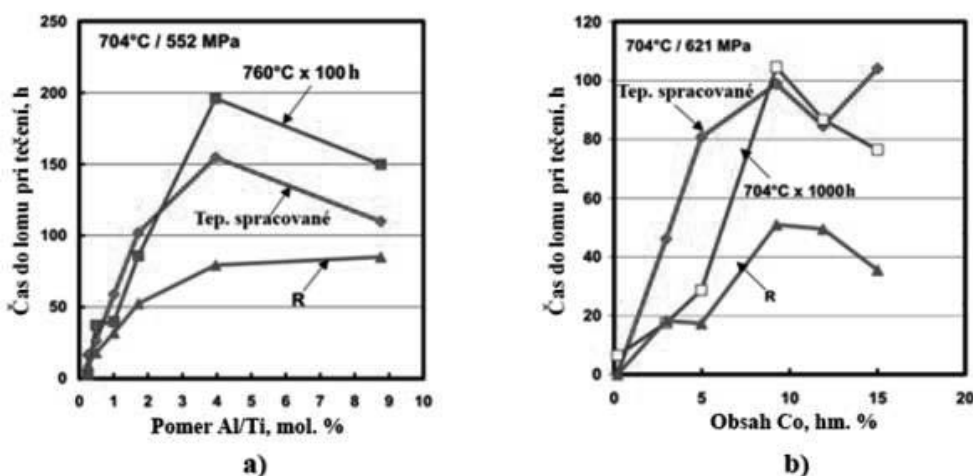 704°C / 552 MPa
760°C x 100 h
Tep. spracované
R
Čas do lomu pri tečení, h
250
200
150
100
50
0
0 1 2 3 4 5 6 7 8 9 10
Pomer Al/Ti, mol. %
a)
704°C / 621 MPa
Tep. spracované
704°C x 1000 h
R
Čas do lomu pri tečení, h
120
100
80
60
40
20
0
0 5 10 15 20
Obsah Co, hm. %
b)